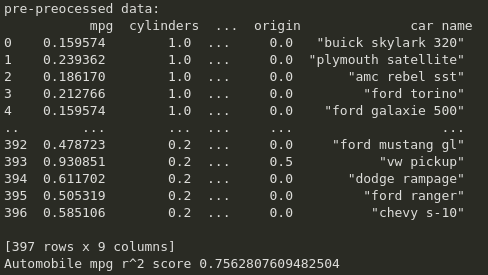 pre-preocessed data:
mpg cylinders ... origin car name
0 0.159574 1.0 ... 0.0 "buick skylark 320"
1 0.239362 1.0 ... 0.0 "plymouth satellite"
2 0.186170 1.0 ... 0.0 "amc rebel sst"
3 0.212766 1.0 ... 0.0 "ford torino"
4 0.159574 1.0 ... 0.0 "ford galaxie 500"
.. ... ... ... ... ...
392 0.478723 0.2 ... 0.0 "ford mustang gl"
393 0.930851 0.2 ... 0.5 "vw pickup"
394 0.611702 0.2 ... 0.0 "dodge rampage"
395 0.505319 0.2 ... 0.0 "ford ranger"
396 0.585106 0.2 ... 0.0 "chevy s-10"
[397 rows x 9 columns]
Automobile mpg r^2 score 0.7562807609482504